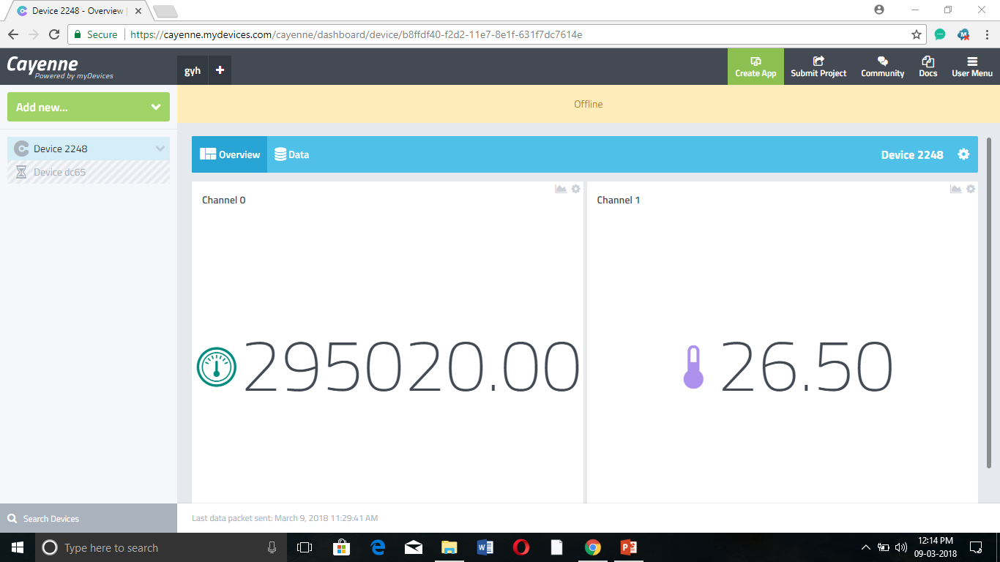 Device 2248 - Overview
Secure
https://cayenne.mydevices.com/cayenne/dashboard/device/b8ffdf40-f2d2-11e7-8e1f-631f7dc7614e
Cayenne
Powered by myDevices
gyh
+
Create App
Submit Project
Community
Docs
User Menu
Add new...
Offline
Device 2248
Device dc65
Overview
Data
Device 2248
Channel 0
Channel 1
295020.00
26.50
Search Devices
Last data packet sent: March 9, 2018 11:29:41 AM
Type here to search
12:14 PM
09-03-2018